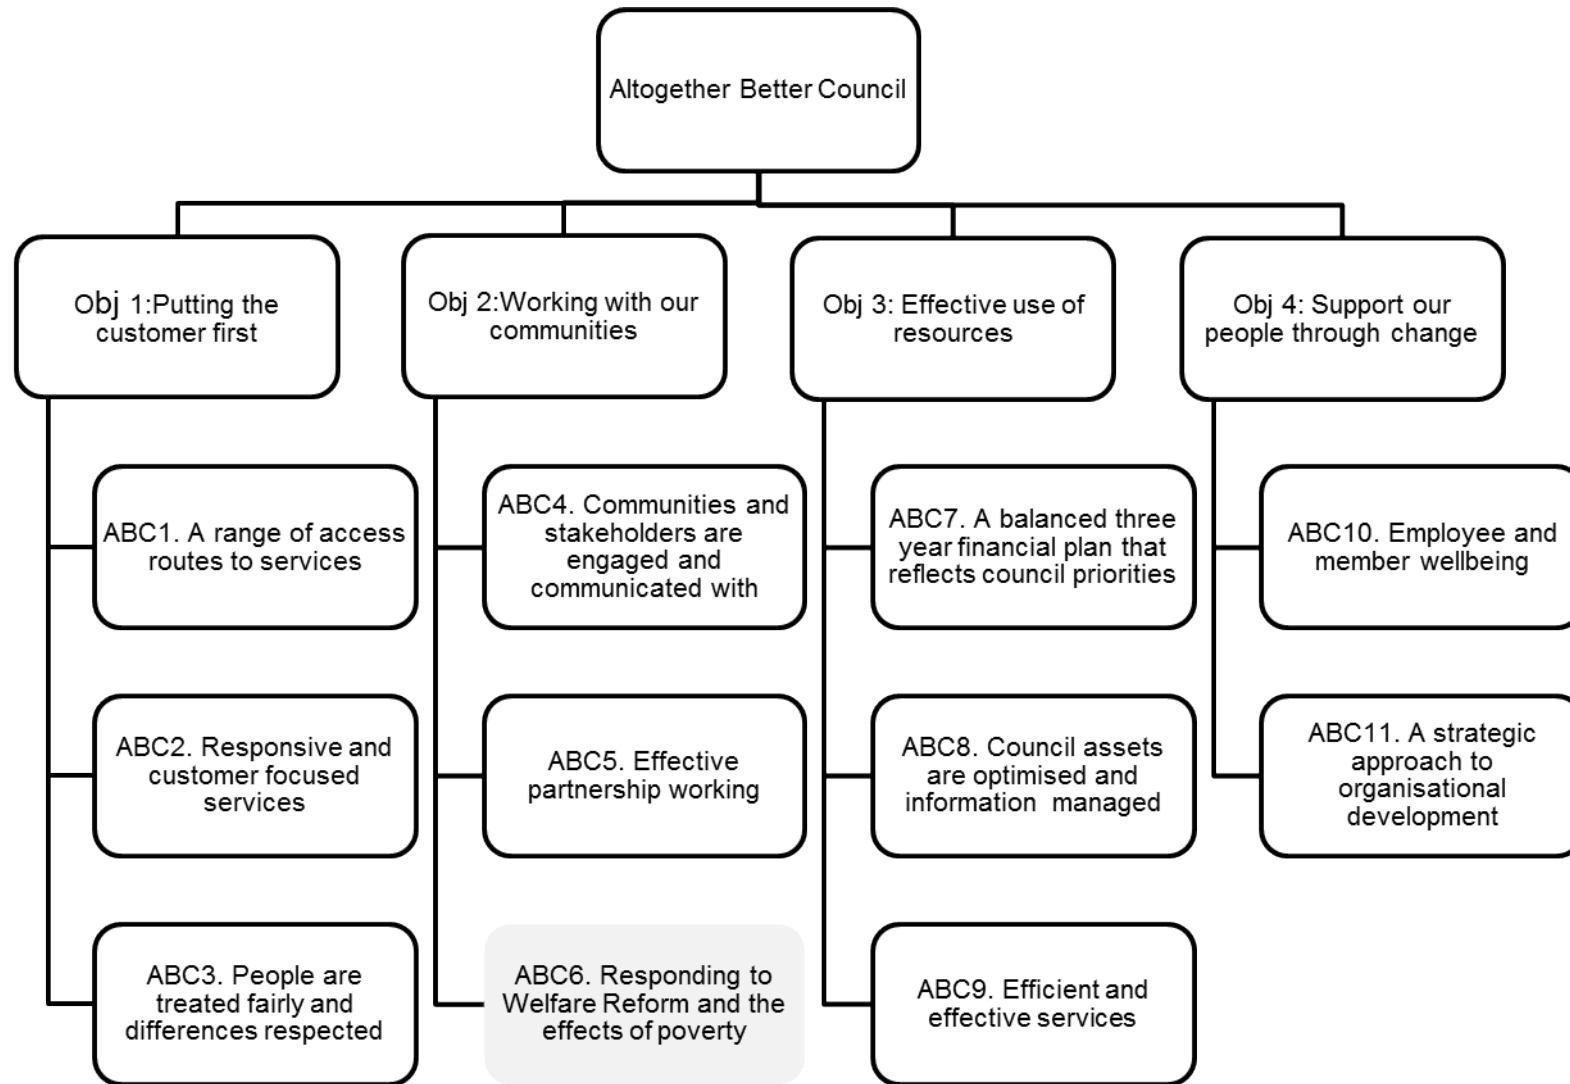 Altogether Better Council
Obj 1:Putting the
customer first
Obj 2:Working with our
communities
Obj 3: Effective use of
resources
Obj 4: Support our
people through change
ABC1. A range of access
routes to services
ABC4. Communities and
stakeholders are
engaged and
communicated with
ABC7. A balanced three
year financial plan that
reflects council priorities
ABC10. Employee and
member wellbeing
ABC2. Responsive and
customer focused
services
ABC5. Effective
partnership working
ABC8. Council assets
are optimised and
information managed
ABC11. A strategic
approach to
organisational
development
ABC3. People are
treated fairly and
differences respected
ABC6. Responding to
Welfare Reform and the
effects of poverty
ABC9. Efficient and
effective services